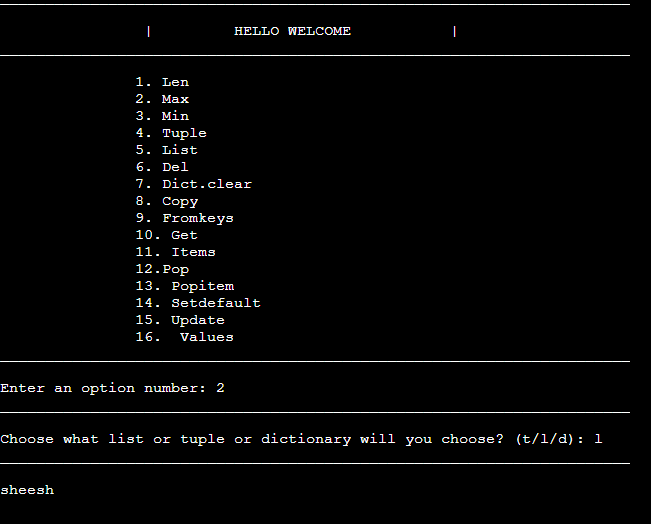 | HELLO WELCOME |
1. Len
2. Max
3. Min
4. Tuple
5. List
6. Del
7. Dict.clear
8. Copy
9. Fromkeys
10. Get
11. Items
12.Pop
13. Popitem
14. Setdefault
15. Update
16.  Values
Enter an option number: 2
Choose what list or tuple or dictionary will you choose? (t/l/d): l
sheesh